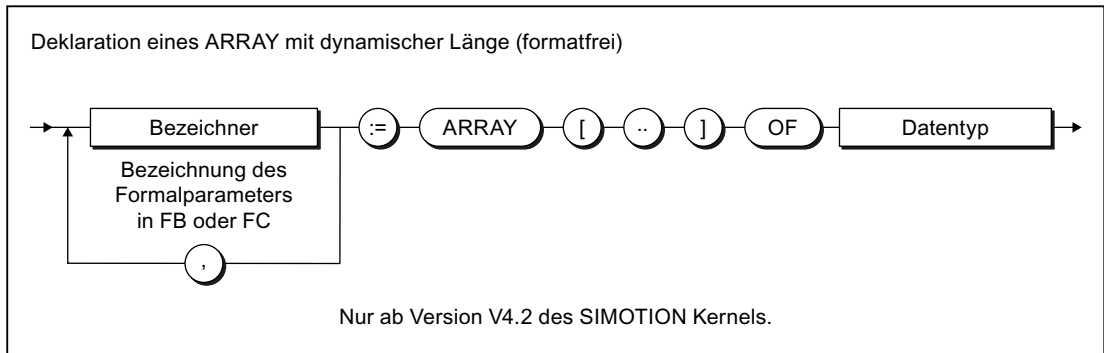 Deklaration eines ARRAY mit dynamischer Länge (formatfrei)
Bezeichner := ARRAY [ .. ] OF Datentyp
Bezeichnung des
Formalparameters
in FB oder FC
,
Nur ab Version V4.2 des SIMOTION Kernels.